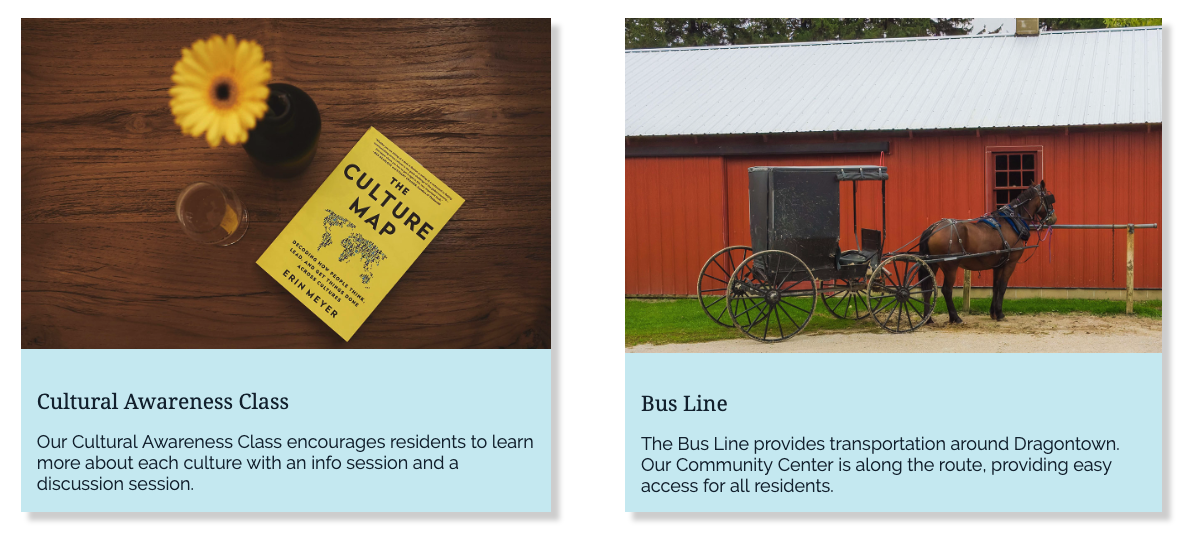 THE
CULTURE
MAP
DECODING HOW PEOPLE THINK,
LEAD, AND GET THINGS DONE
ACROSS CULTURES
ERIN MEYER
Cultural Awareness Class
Our Cultural Awareness Class encourages residents to learn
more about each culture with an info session and a
discussion session.
Bus Line
The Bus Line provides transportation around Dragontown.
Our Community Center is along the route, providing easy
access for all residents.